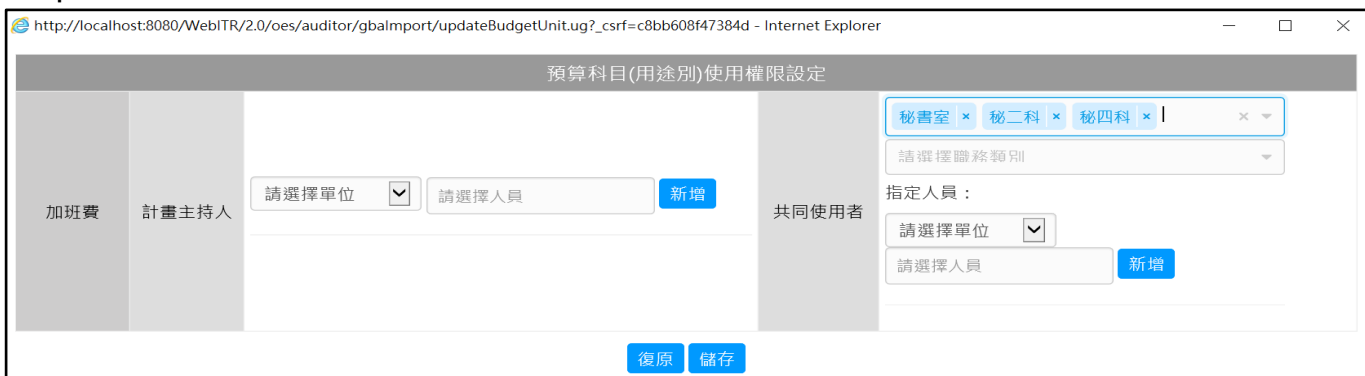 http://localhost:8080/WebITR/2.0/oes/auditor/gbaImport/updateBudgetUnit.ug?_csrf=c8bb608f47384d - Internet Explorer
預算科目(用途別)使用權限設定
加班費
計畫主持人
請選擇單位 請選擇人員 新增
共同使用者
秘書室 × 秘二科 × 秘四科 ×
請選擇職務類別
指定人員：
請選擇單位
請選擇人員 新增
復原 儲存